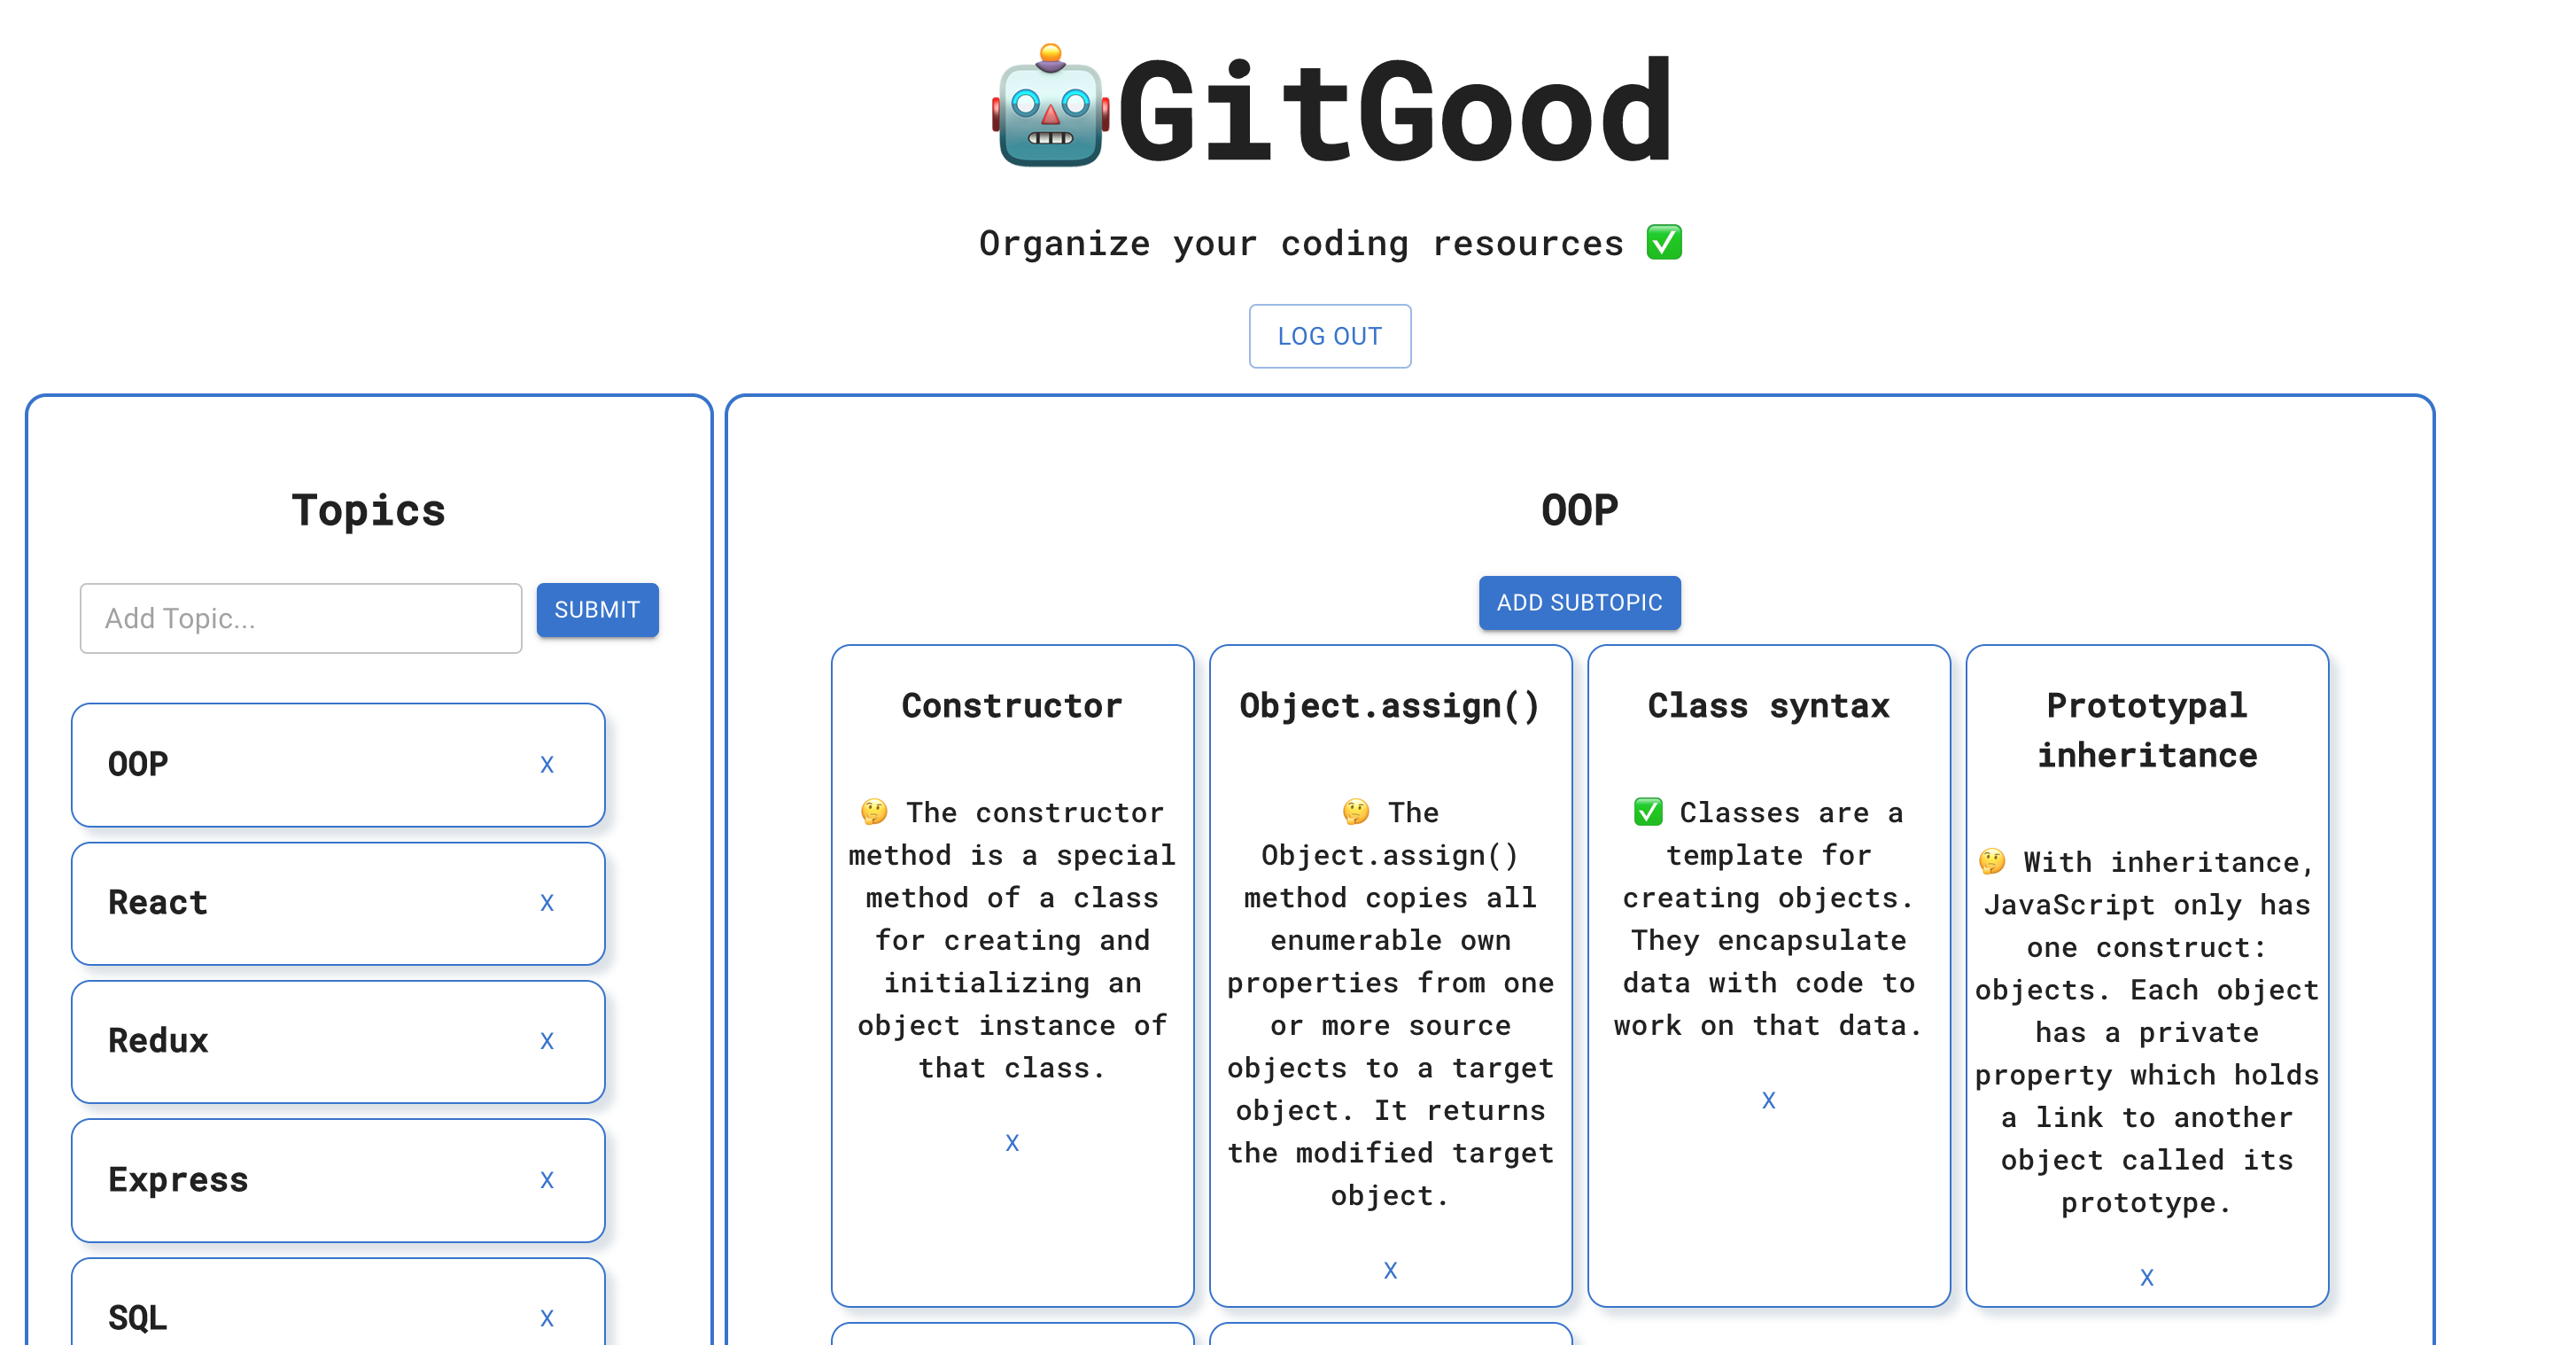 🤖GitGood
Organize your coding resources ✅
LOG OUT
Topics
Add Topic...
SUBMIT
OOP
X
React
X
Redux
X
Express
X
SQL
X
OOP
ADD SUBTOPIC
Constructor
🤔 The constructor
method is a special
method of a class
for creating and
initializing an
object instance of
that class.
X
Object.assign()
🤔 The
Object.assign()
method copies all
enumerable own
properties from one
or more source
objects to a target
object. It returns
the modified target
object.
X
Class syntax
✅ Classes are a
template for
creating objects.
They encapsulate
data with code to
work on that data.
X
Prototypal
inheritance
🤔 With inheritance,
JavaScript only has
one construct:
objects. Each object
has a private
property which holds
a link to another
object called its
prototype.
X